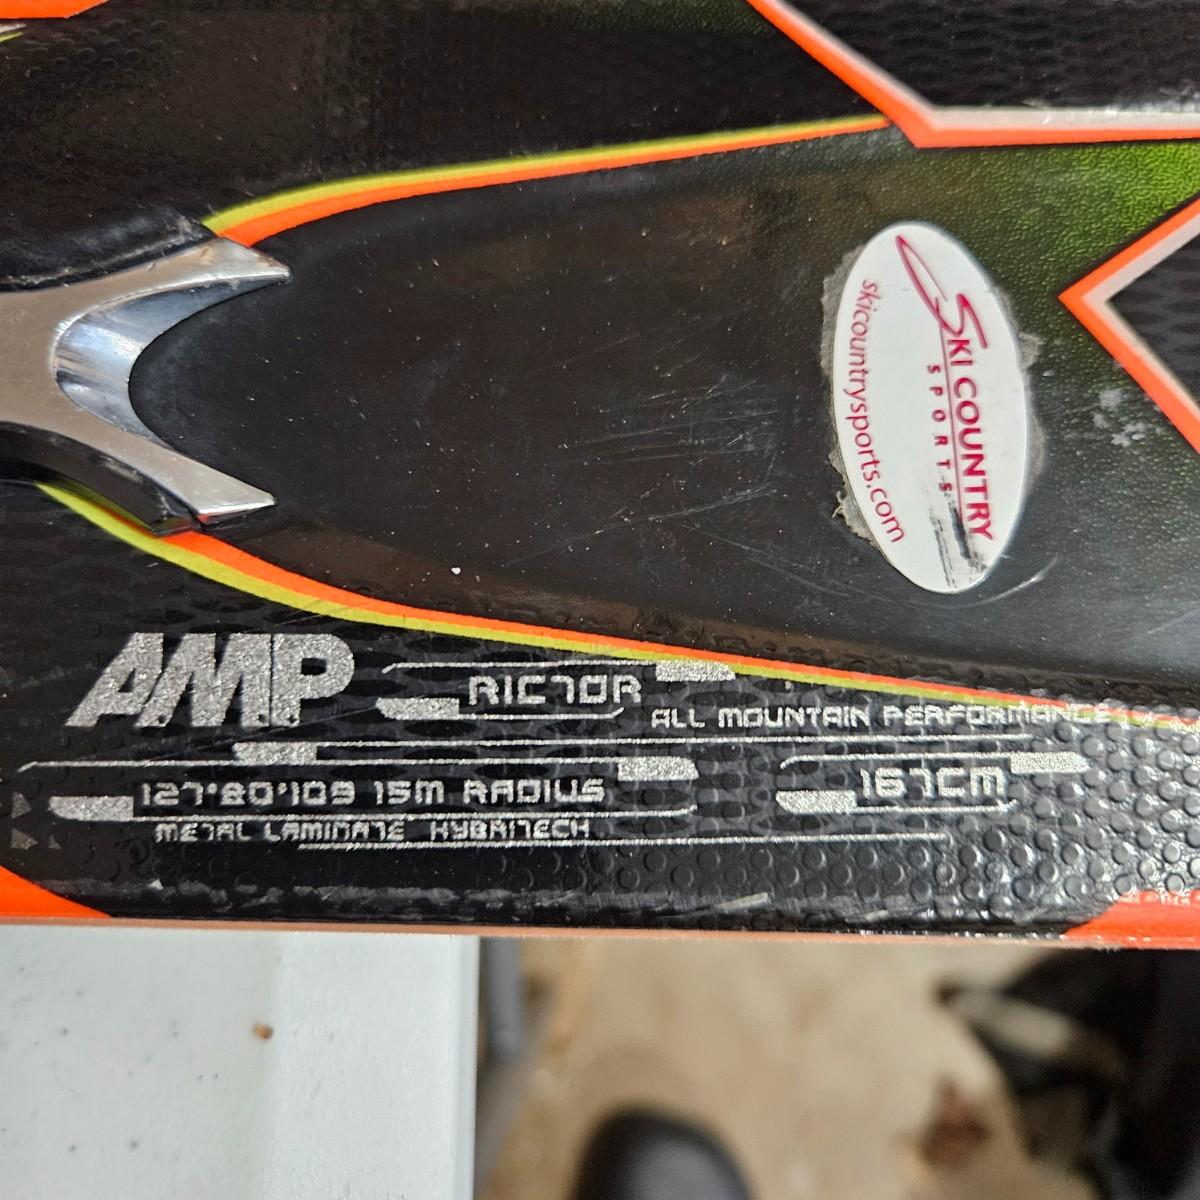 SKI COUNTRY
SPORTS
skicountrysports.com
AMP
RICTOR
ALL MOUNTAIN PERFORMANCE
127*80*109 15M RADIUS
167CM
METAL LAMINATE HYBRITECH